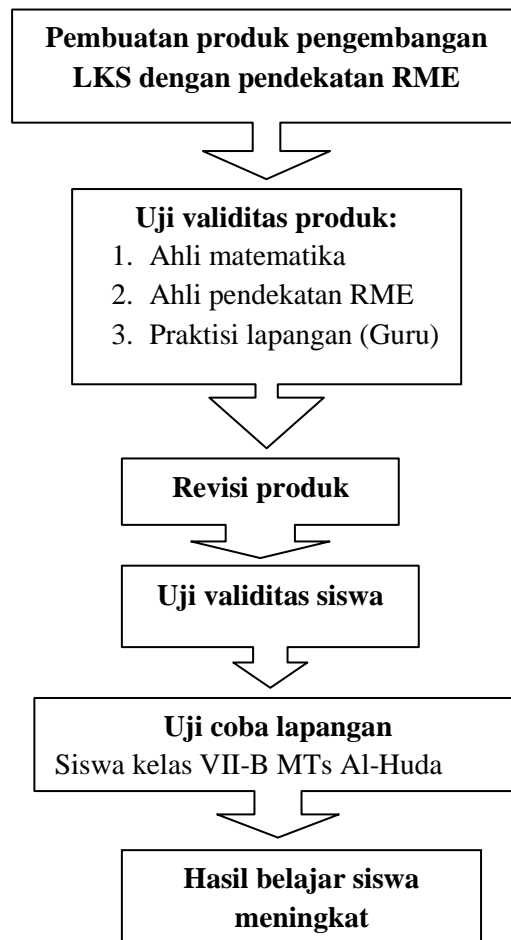 Pembuatan produk pengembangan
LKS dengan pendekatan RME
Uji validitas produk:
1. Ahli matematika
2. Ahli pendekatan RME
3. Praktisi lapangan (Guru)
Revisi produk
Uji validitas siswa
Uji coba lapangan
Siswa kelas VII-B MTs Al-Huda
Hasil belajar siswa
meningkat